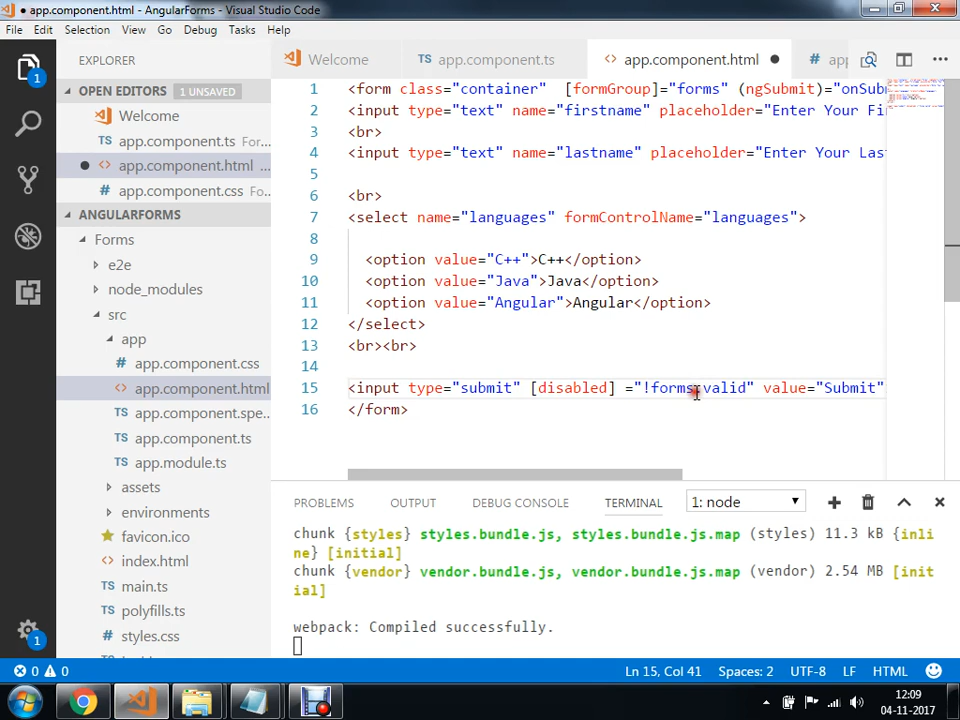 app.component.html - AngularForms - Visual Studio Code
File Edit Selection View Go Debug Tasks Help
EXPLORER
Welcome
TS app.component.ts
<> app.component.html
# app
OPEN EDITORS 1 UNSAVED
Welcome
TS app.component.ts For...
<> app.component.html ...
# app.component.css Fo...
ANGULARFORMS
Forms
e2e
node_modules
src
app
# app.component.css
<> app.component.html
<> app.component.spe...
TS app.component.ts
TS app.module.ts
assets
environments
favicon.ico
<> index.html
TS main.ts
TS polyfills.ts
# styles.css
1 <form class="container"  [formGroup]="forms" (ngSubmit)="onSub
2 <input type="text" name="firstname" placeholder="Enter Your Fi
3 <br>
4 <input type="text" name="lastname" placeholder="Enter Your Las
5
6 <br>
7 <select name="languages" formControlName="languages">
8
9 <option value="C++">C++</option>
10 <option value="Java">Java</option>
11 <option value="Angular">Angular</option>
12 </select>
13 <br><br>
14
15 <input type="submit" [disabled] ="!forms.valid" value="Submit"
16 </form>
PROBLEMS OUTPUT DEBUG CONSOLE TERMINAL 1: node
chunk {styles} styles.bundle.js, styles.bundle.js.map (styles) 11.3 kB {inli
ne} [initial]
chunk {vendor} vendor.bundle.js, vendor.bundle.js.map (vendor) 2.54 MB [init
ial]
webpack: Compiled successfully.
1
1
0 0 Ln 15, Col 41 Spaces: 2 UTF-8 LF HTML
12:09
04-11-2017